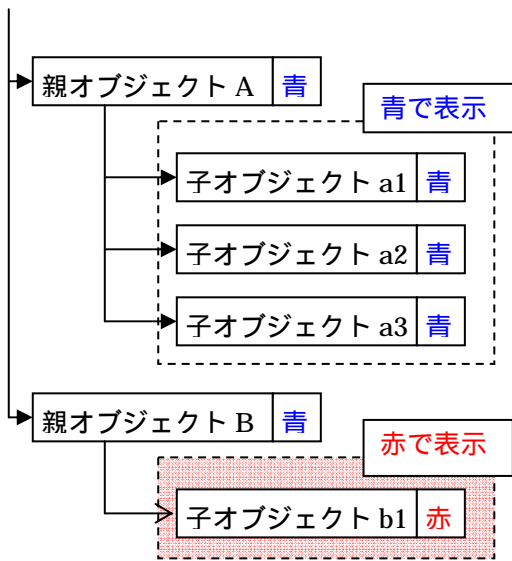 親オブジェクト A 青
青で表示
子オブジェクト a1 青
子オブジェクト a2 青
子オブジェクト a3 青
親オブジェクト B 青
赤で表示
子オブジェクト b1 赤